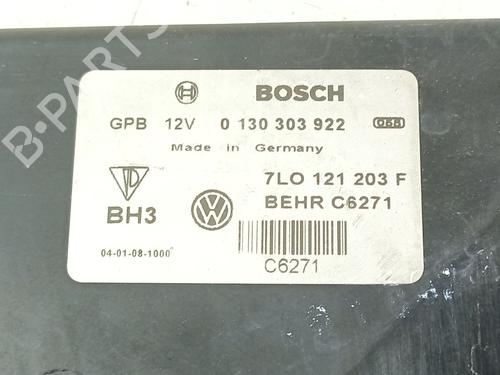 B-PARTS
BOSCH
GPB 12V 0 130 303 922
Made in Germany
7LO 121 203 F
BEHR C6271
BH3
04-01-08-1000
C6271